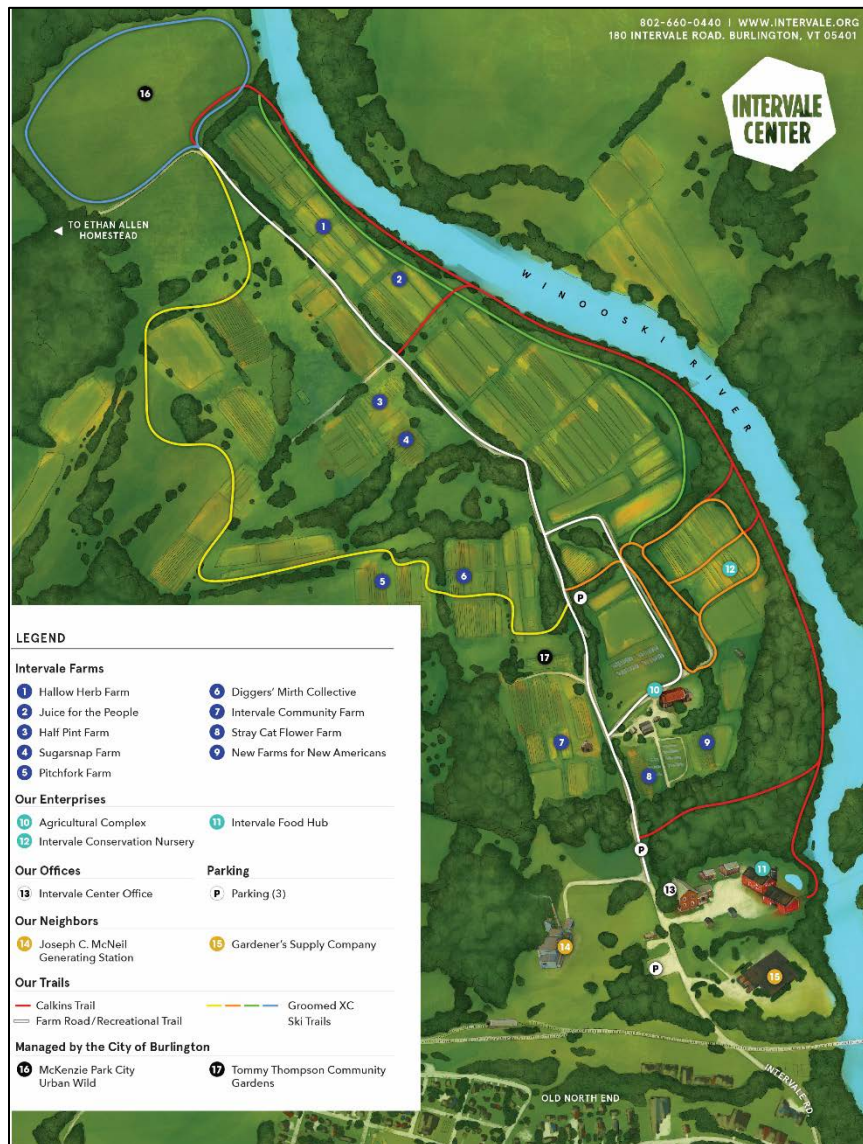 802-660-0440 | WWW.INTERVALE.ORG
180 INTERVALE ROAD. BURLINGTON, VT 05401
INTERVALE
CENTER
16
TO ETHAN ALLEN
HOMESTEAD
1
2
WINOOSKI RIVER
3
4
12
5
6
P
17
10
7
9
8
P
11
13
14
15
P
OLD NORTH END
INTERVALE RD.
LEGEND
Intervale Farms
1 Hallow Herb Farm
2 Juice for the People
3 Half Pint Farm
4 Sugarsnap Farm
5 Pitchfork Farm
6 Diggers' Mirth Collective
7 Intervale Community Farm
8 Stray Cat Flower Farm
9 New Farms for New Americans
Our Enterprises
10 Agricultural Complex
12 Intervale Conservation Nursery
11 Intervale Food Hub
Our Offices
13 Intervale Center Office
Parking
P Parking (3)
Our Neighbors
14 Joseph C. McNeil
Generating Station
15 Gardener's Supply Company
Our Trails
Calkins Trail
Farm Road/Recreational Trail
Groomed XC
Ski Trails
Managed by the City of Burlington
16 McKenzie Park City
Urban Wild
17 Tommy Thompson Community
Gardens